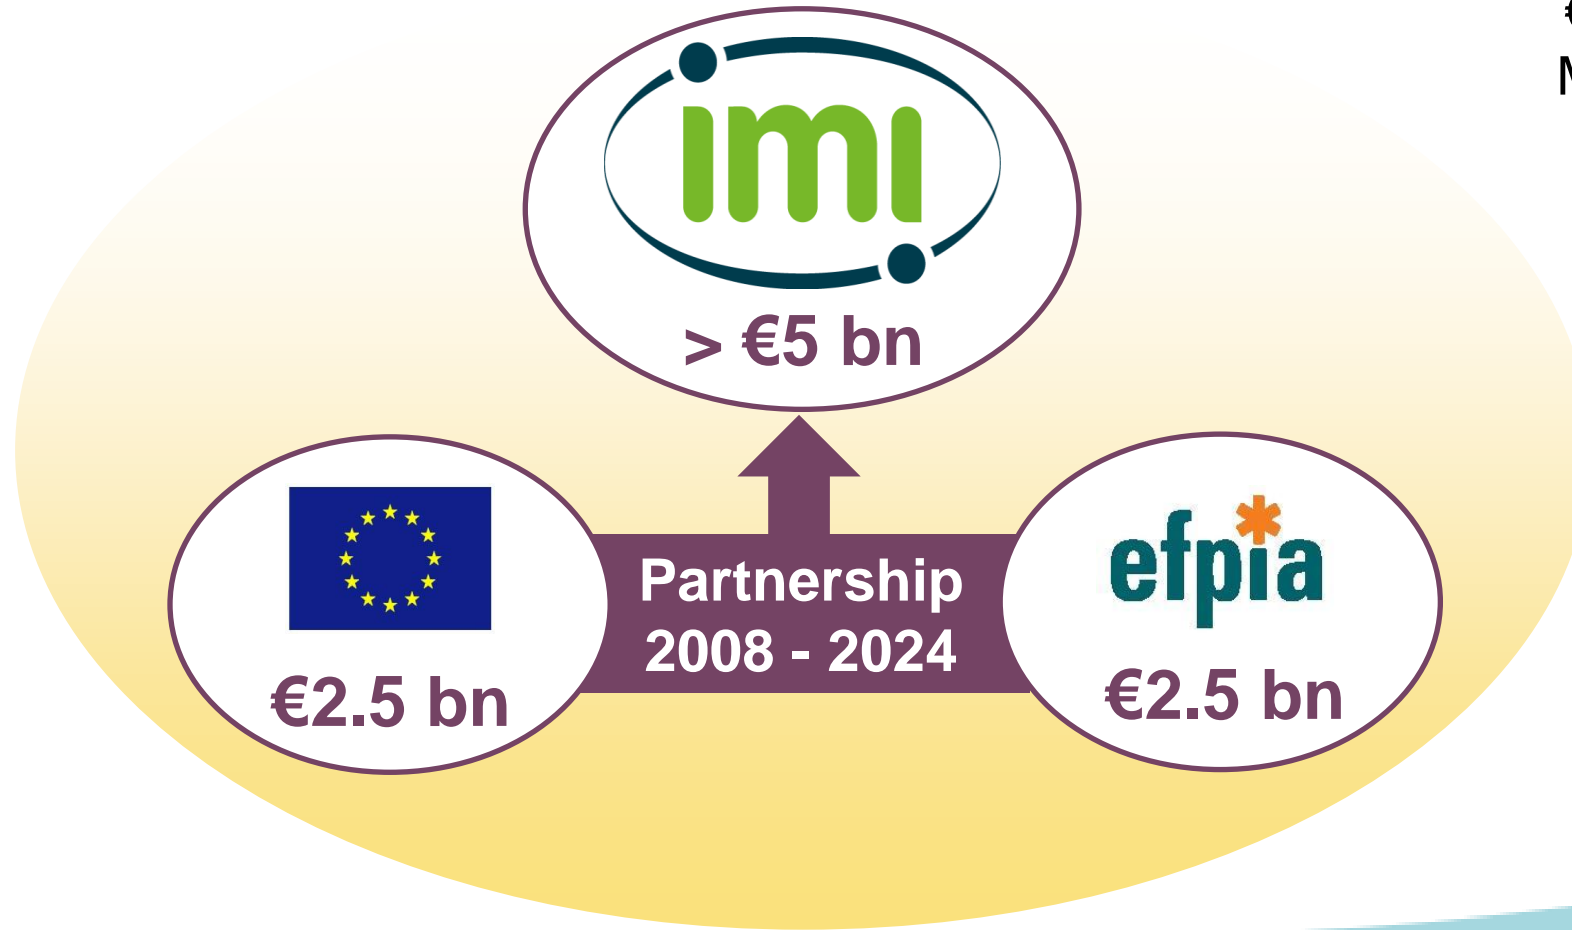 imi
> €5 bn
Partnership
2008 - 2024
€2.5 bn
efpia
€2.5 bn